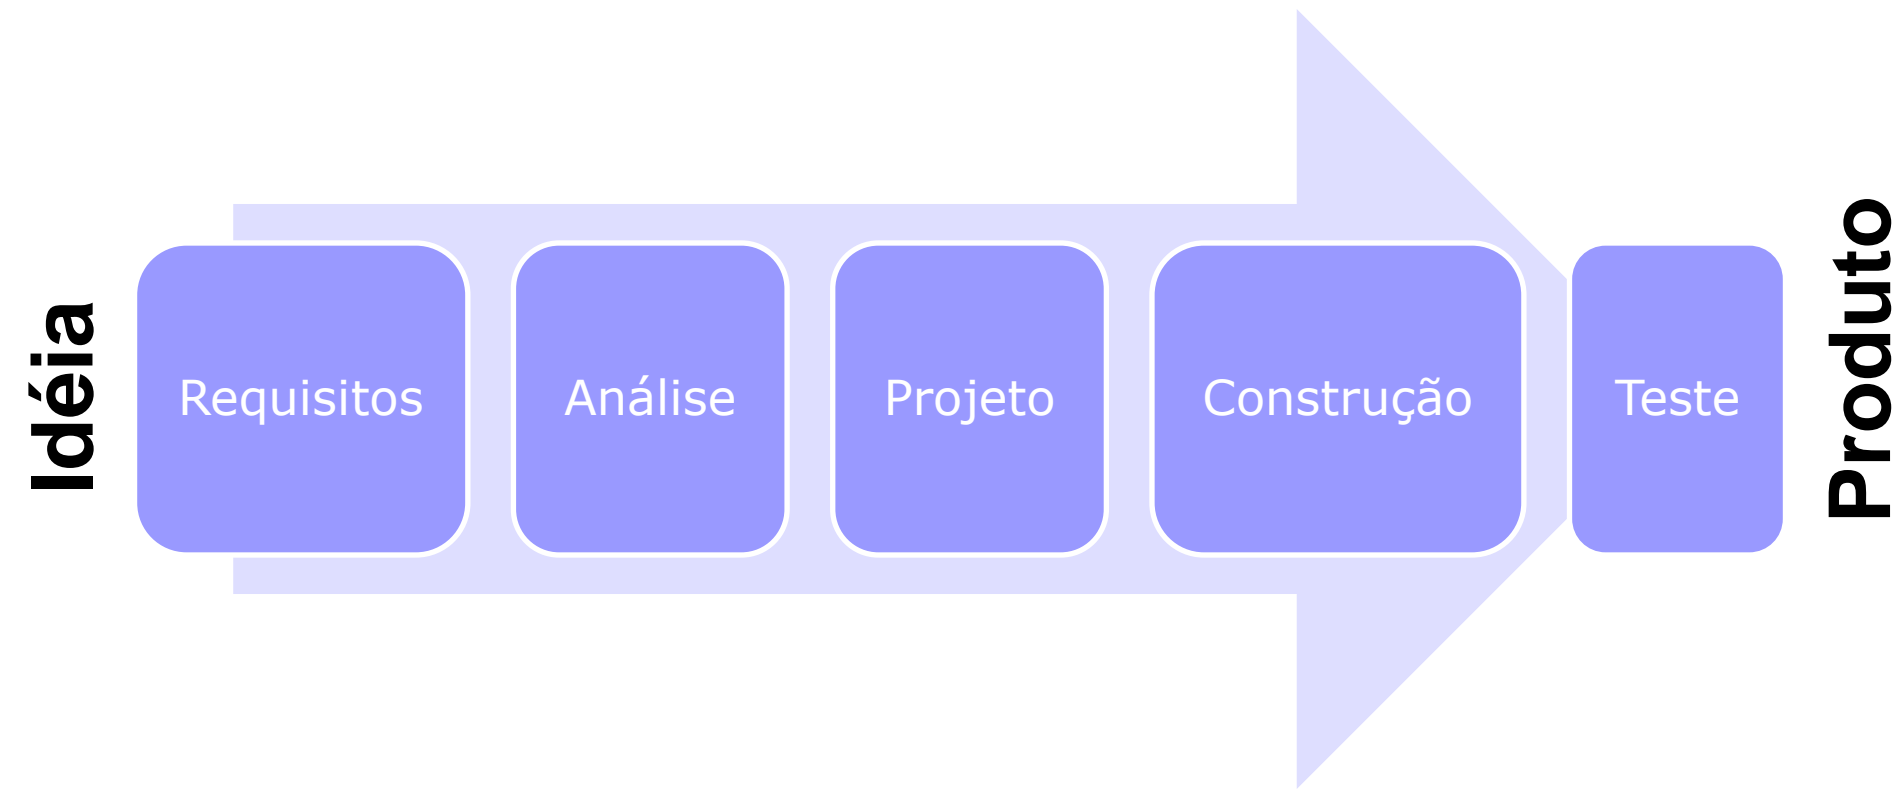 Idéia
Requisitos
Análise
Projeto
Construção
Teste
Produto